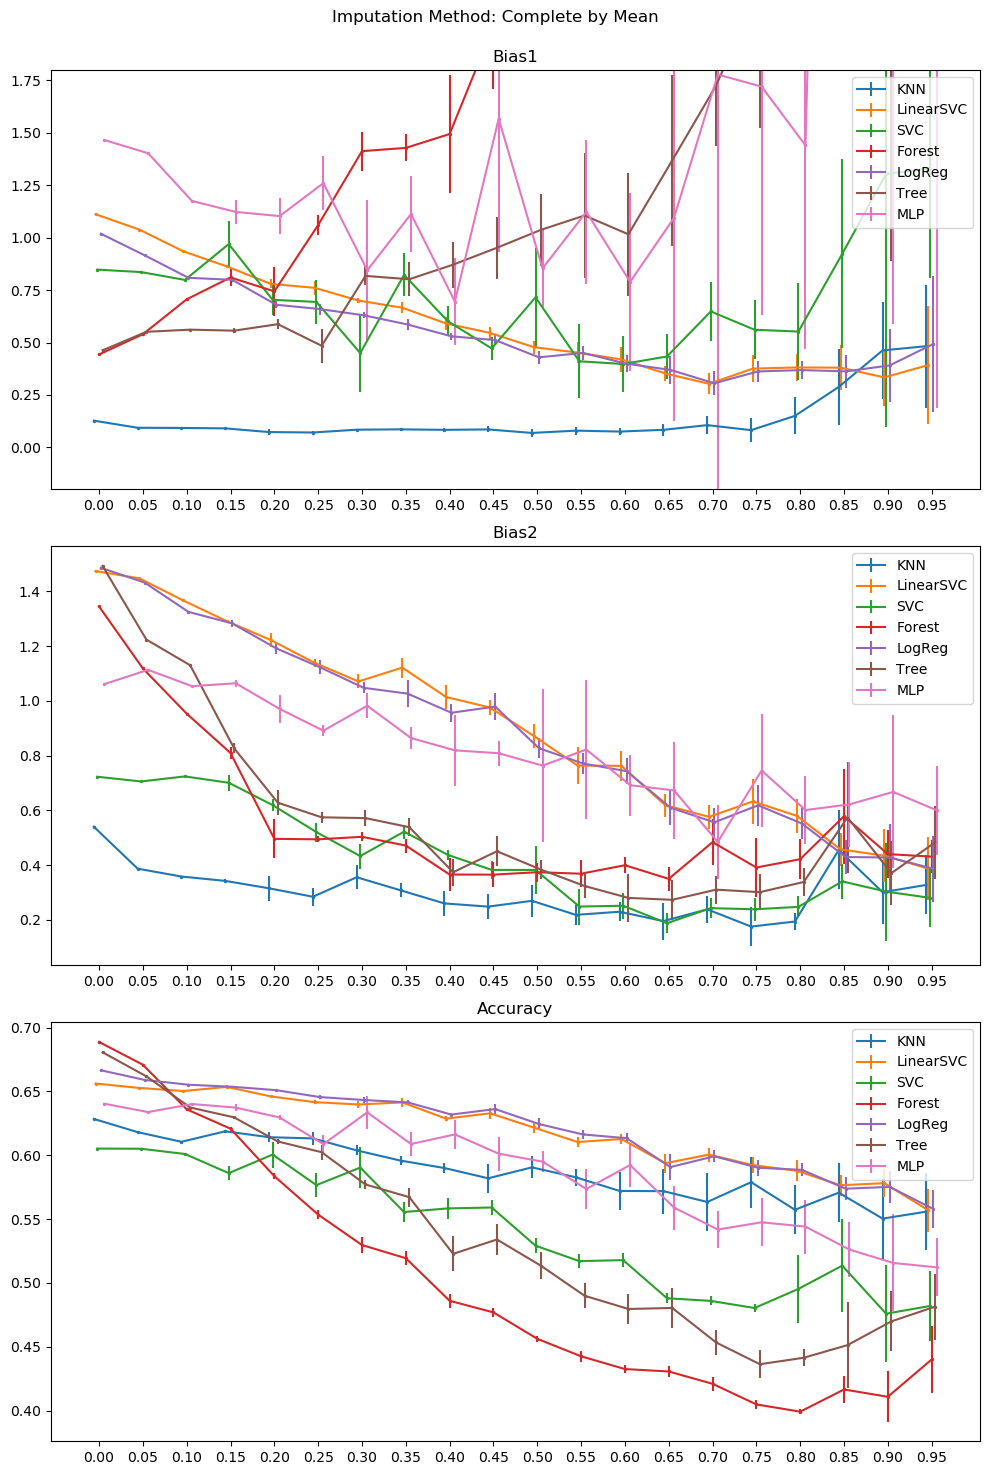 Imputation Method: Complete by Mean
Bias1
1.75
1.50
1.25
1.00
0.75
0.50
0.25
0.00
KNN
LinearSVC
SVC
Forest
LogReg
Tree
MLP
0.00 0.05 0.10 0.15 0.20 0.25 0.30 0.35 0.40 0.45 0.50 0.55 0.60 0.65 0.70 0.75 0.80 0.85 0.90 0.95
Bias2
1.4
1.2
1.0
0.8
0.6
0.4
0.2
KNN
LinearSVC
SVC
Forest
LogReg
Tree
MLP
0.00 0.05 0.10 0.15 0.20 0.25 0.30 0.35 0.40 0.45 0.50 0.55 0.60 0.65 0.70 0.75 0.80 0.85 0.90 0.95
Accuracy
0.70
0.65
0.60
0.55
0.50
0.45
0.40
KNN
LinearSVC
SVC
Forest
LogReg
Tree
MLP
0.00 0.05 0.10 0.15 0.20 0.25 0.30 0.35 0.40 0.45 0.50 0.55 0.60 0.65 0.70 0.75 0.80 0.85 0.90 0.95